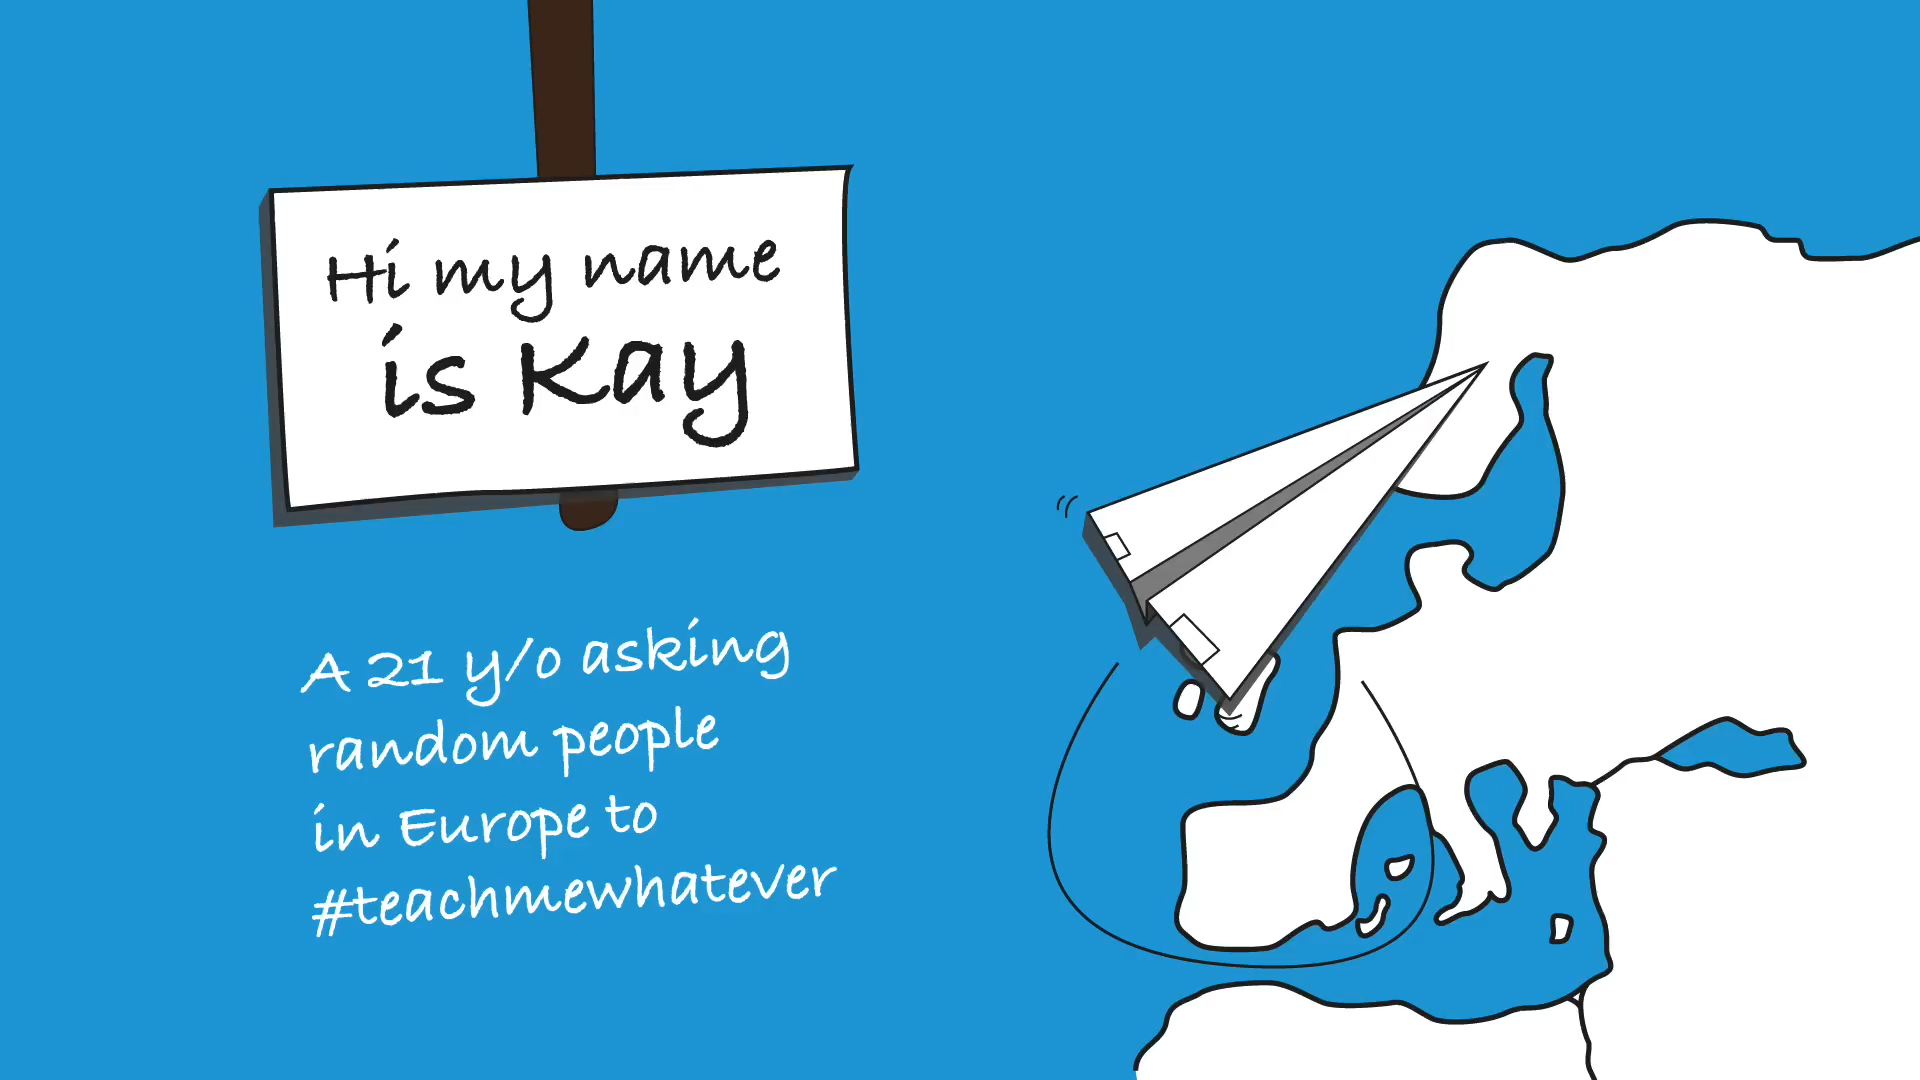 Hi my name
is Kay
A 21 y/o asking
random people
in Europe to
#teachmewhatever